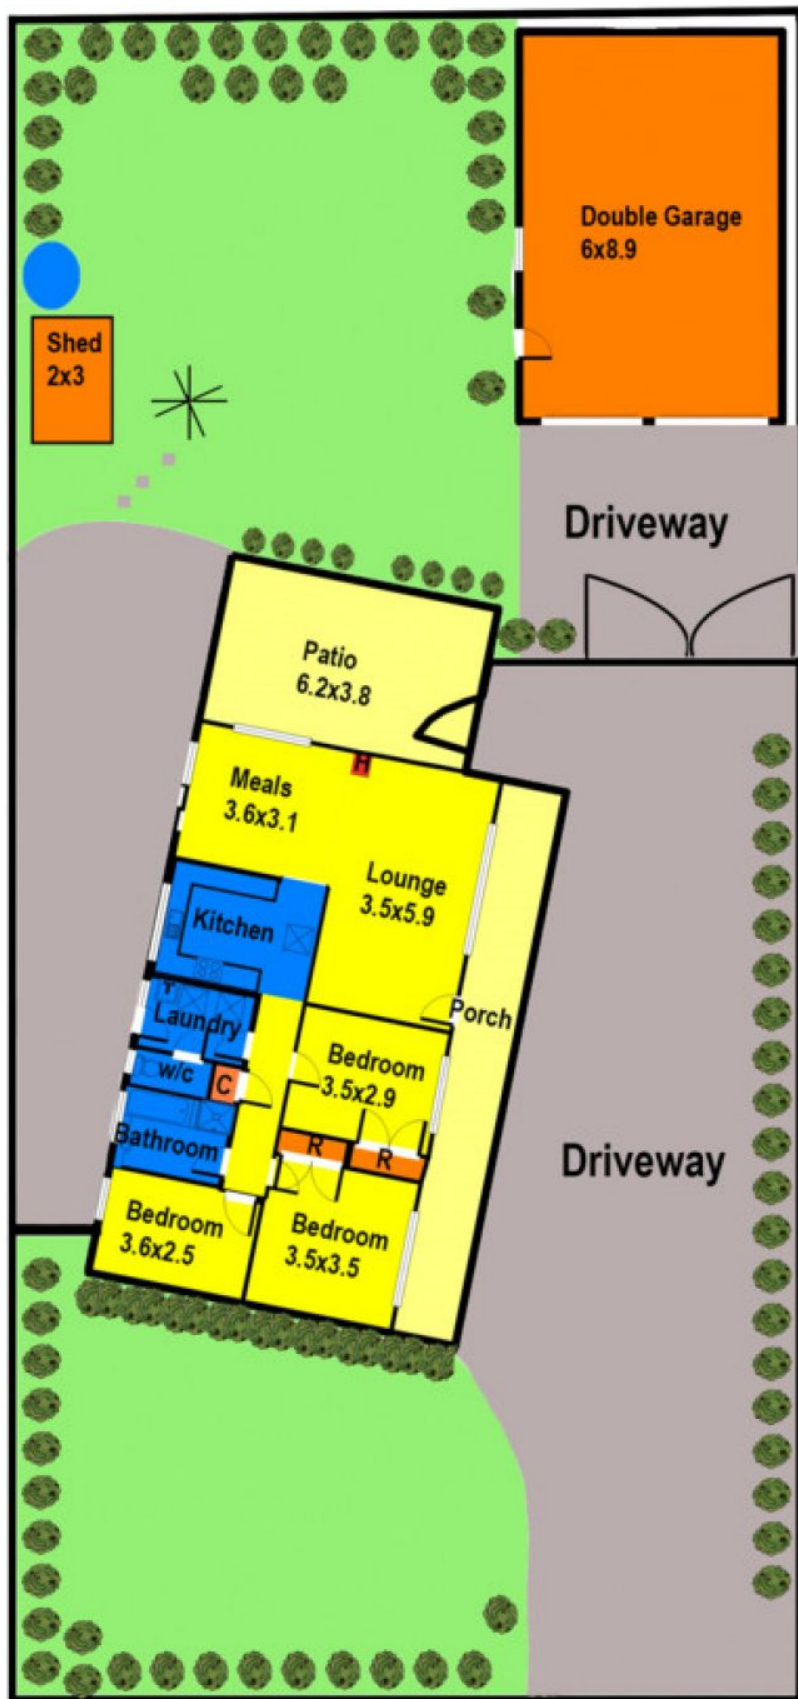 Double Garage
6x8.9
Shed
2x3
Driveway
Patio
6.2x3.8
H
Meals
3.6x3.1
Lounge
3.5x5.9
Kitchen
Porch
T
Laundry
Bedroom
3.5x2.9
w/c
C
Bathroom
R
R
Driveway
Bedroom
3.6x2.5
Bedroom
3.5x3.5